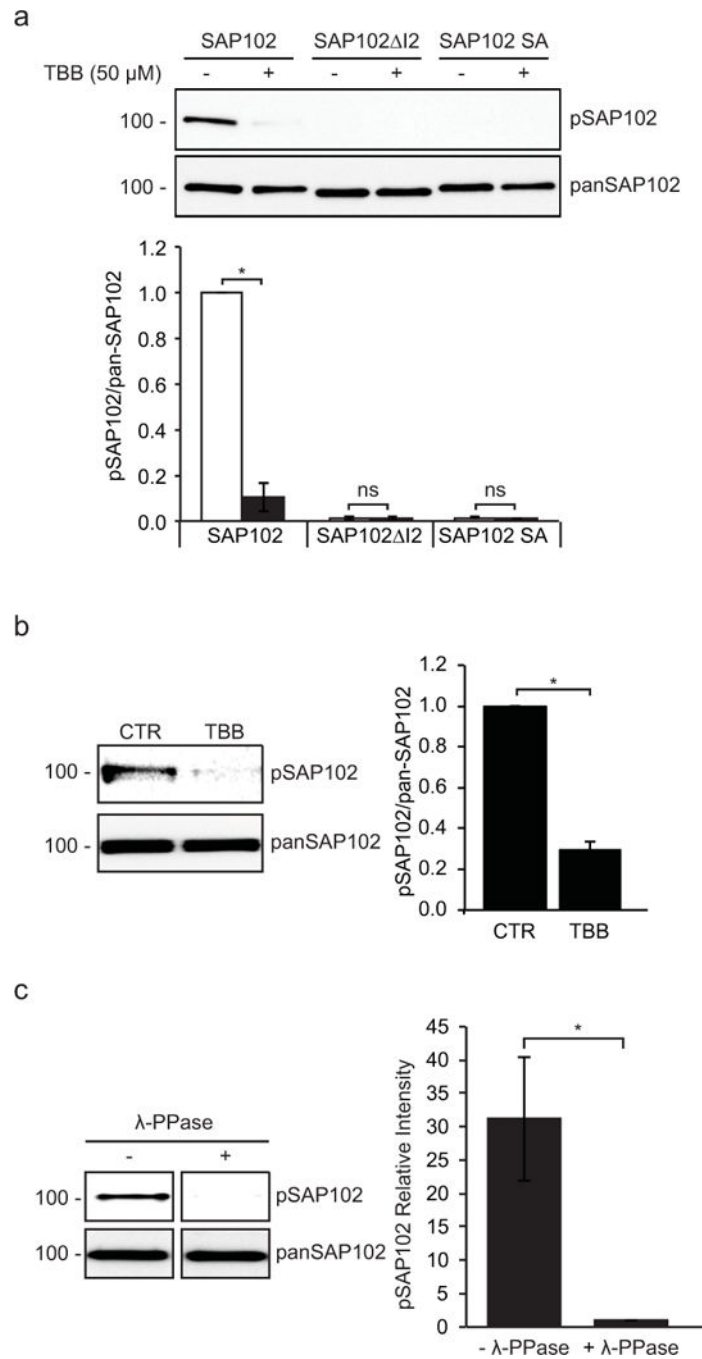 a
SAP102 SAP102ΔI2 SAP102 SA
TBB (50 µM) - + - + - +
100 - pSAP102
100 - panSAP102
pSAP102/pan-SAP102
1.2
1.0
0.8
0.6
0.4
0.2
0.0
*
ns
ns
SAP102 SAP102ΔI2 SAP102 SA
b
CTR TBB
100 - pSAP102
100 - panSAP102
pSAP102/pan-SAP102
1.2
1.0
0.8
0.6
0.4
0.2
0.0
*
CTR TBB
c
λ-PPase
- +
100 - pSAP102
100 - panSAP102
pSAP102 Relative Intensity
45
40
35
30
25
20
15
10
5
0
*
- λ-PPase + λ-PPase